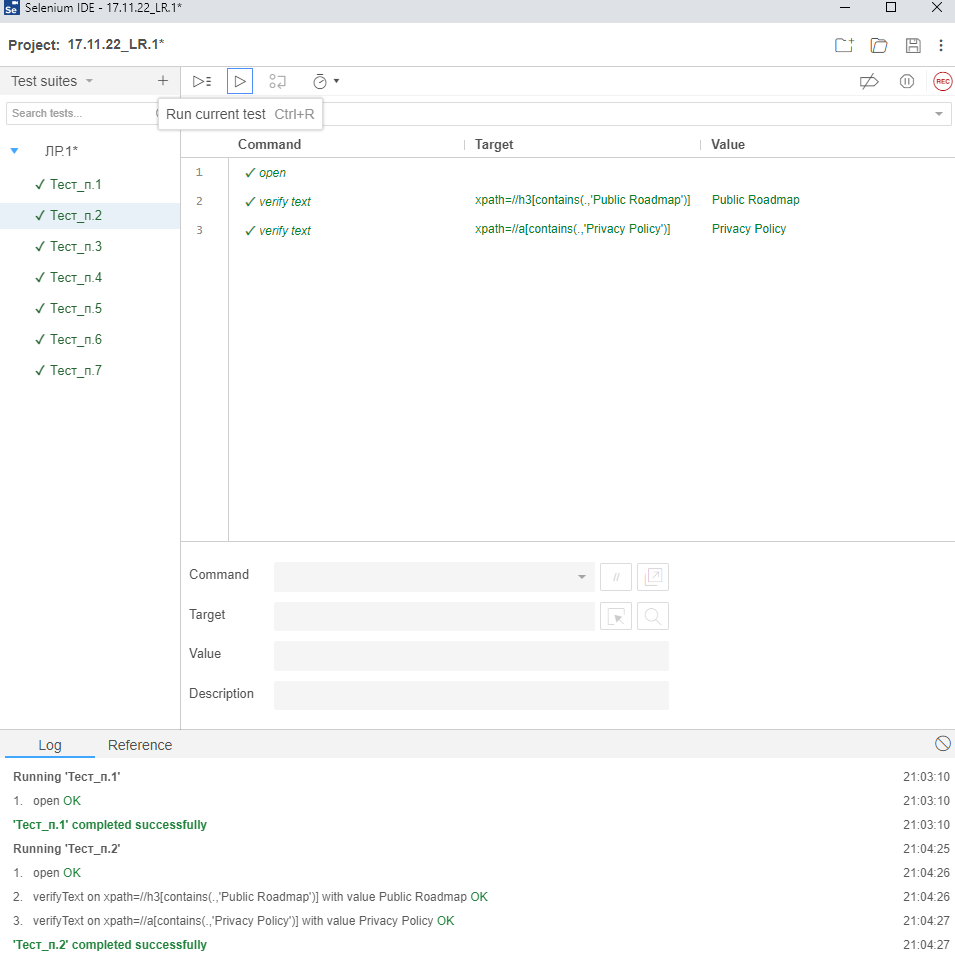 Se Selenium IDE - 17.11.22_LR.1*
Project: 17.11.22_LR.1*
Test suites
REC
Search tests...
Run current test Ctrl+R
ЛР.1*
Тест_п.1
Тест_п.2
Тест_п.3
Тест_п.4
Тест_п.5
Тест_п.6
Тест_п.7
Command Target Value
1 open
2 verify text xpath=//h3[contains(.,'Public Roadmap')] Public Roadmap
3 verify text xpath=//a[contains(.,'Privacy Policy')] Privacy Policy
Command //
Target
Value
Description
Log Reference
Running 'Тест_п.1' 21:03:10
1. open OK 21:03:10
'Тест_п.1' completed successfully 21:03:10
Running 'Тест_п.2' 21:04:25
1. open OK 21:04:26
2. verifyText on xpath=//h3[contains(.,'Public Roadmap')] with value Public Roadmap OK 21:04:26
3. verifyText on xpath=//a[contains(.,'Privacy Policy')] with value Privacy Policy OK 21:04:27
'Тест_п.2' completed successfully 21:04:27